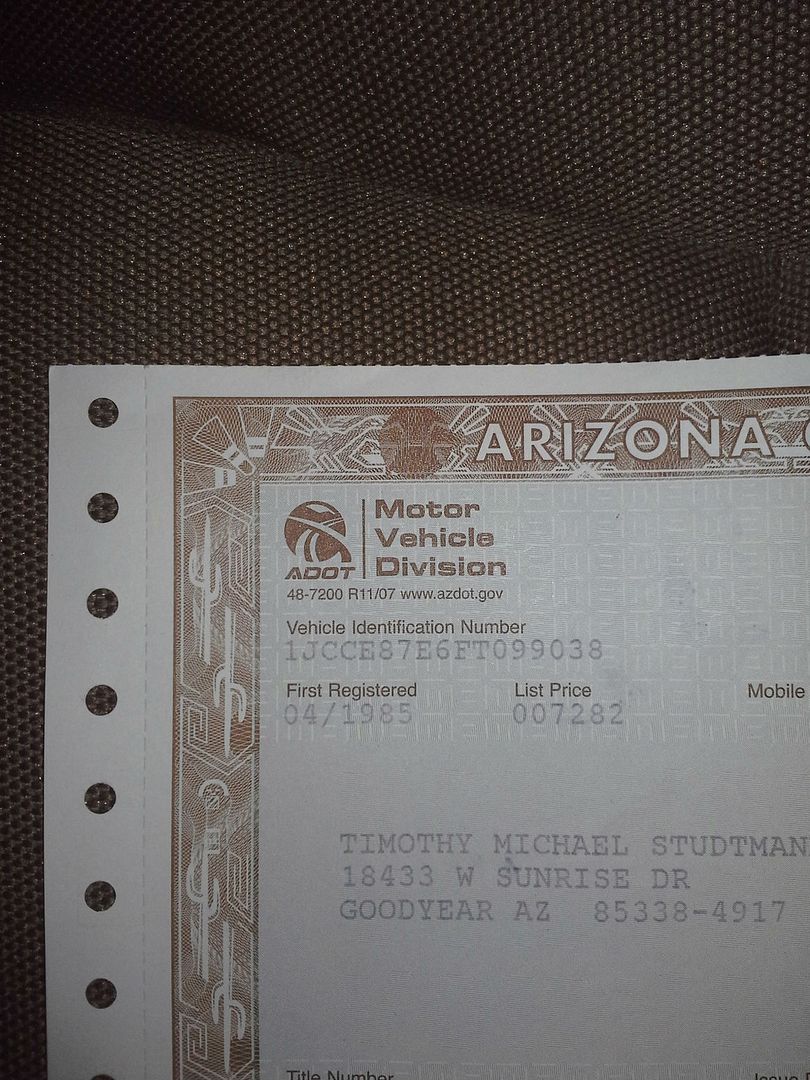 ARIZONA
Motor
Vehicle
Division
ADOT
48-7200 R11/07 www.azdot.gov
Vehicle Identification Number
1JCCE87E6FT099038
First Registered List Price Mobile
04/1985 007282
TIMOTHY MICHAEL STUDTMAN
18433 W SUNRISE DR
GOODYEAR AZ 85338-4917
Title Number Issue